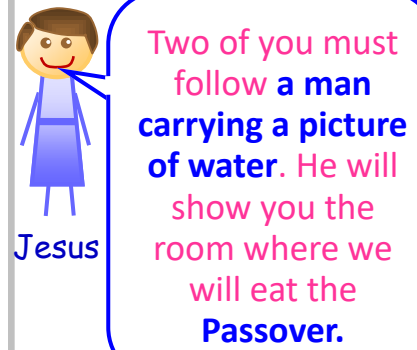 Two of you must
follow a man
carrying a picture
of water. He will
show you the
room where we
will eat the
Passover.
Jesus